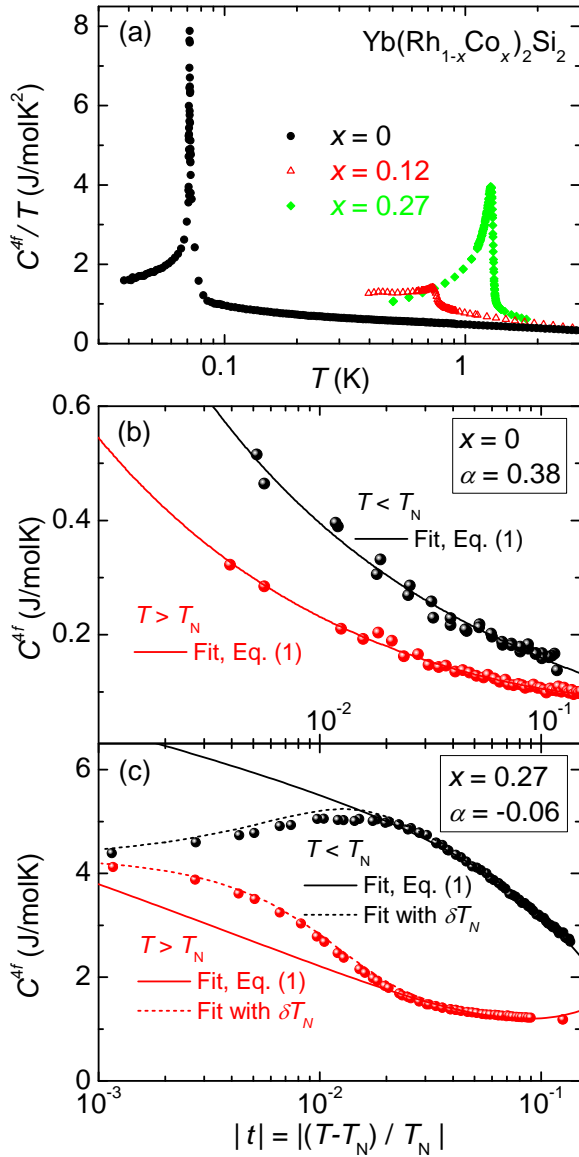 (a)
Yb(Rh1-xCox)2Si2
x = 0
x = 0.12
x = 0.27
8
6
4
2
0
C4f/T (J/molK2)
0.1
1
T (K)
(b)
x = 0
α = 0.38
T < TN
Fit, Eq. (1)
T > TN
Fit, Eq. (1)
0.6
0.4
0.2
C4f (J/molK)
10-2
10-1
(c)
x = 0.27
α = -0.06
T < TN
Fit, Eq. (1)
Fit with δTN
T > TN
Fit, Eq. (1)
Fit with δTN
6
4
2
0
C4f (J/molK)
10-3
10-2
10-1
| t | = |(T-TN) / TN |